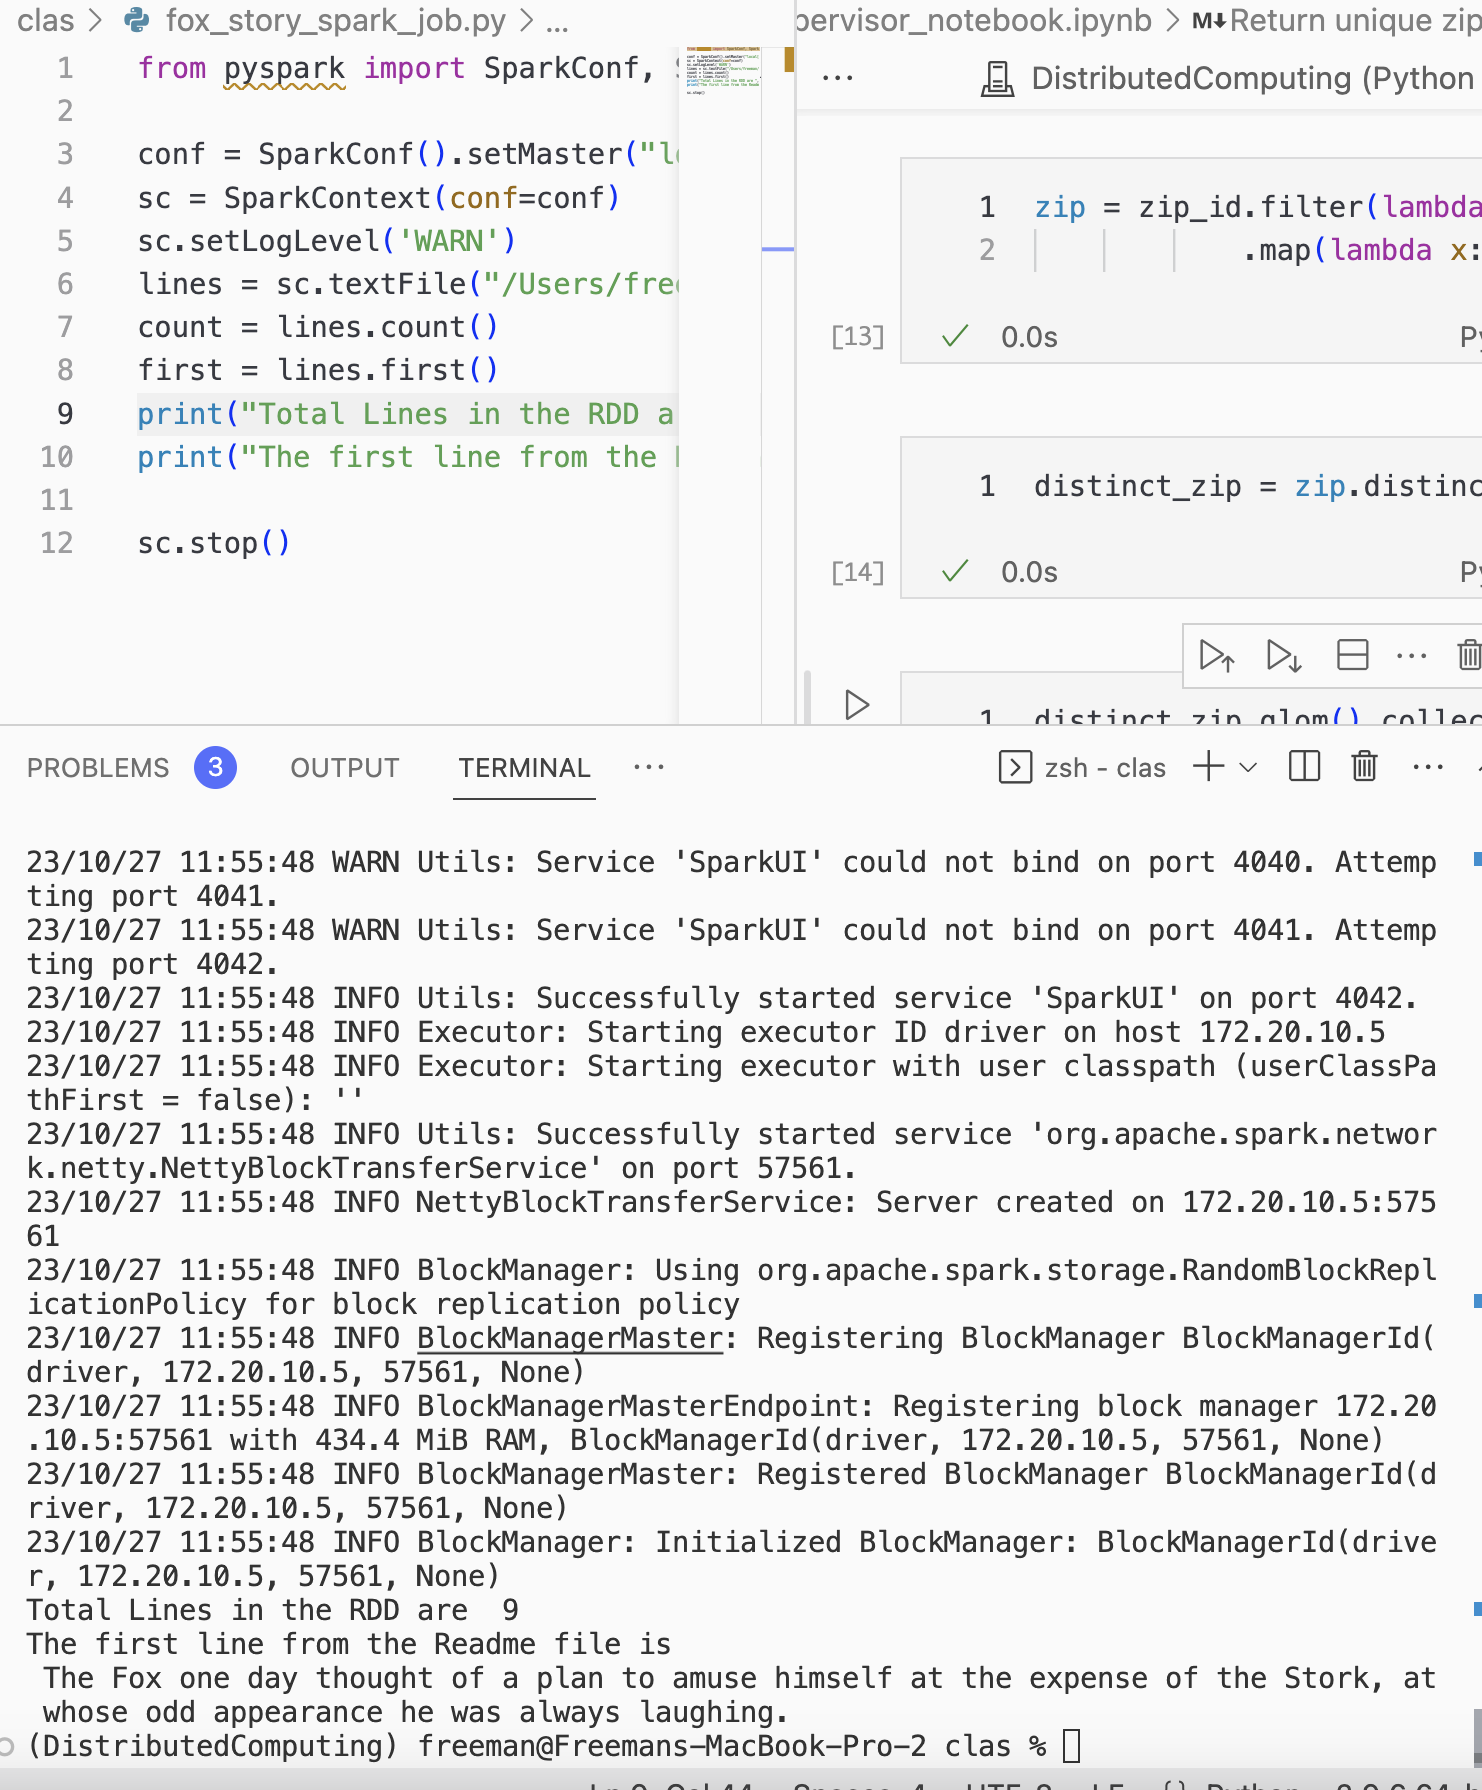 clas > fox_story_spark_job.py > ...
1 from pyspark import SparkConf,
2
3 conf = SparkConf().setMaster("l
4 sc = SparkContext(conf=conf)
5 sc.setLogLevel('WARN')
6 lines = sc.textFile("/Users/free
7 count = lines.count()
8 first = lines.first()
9 print("Total Lines in the RDD a
10 print("The first line from the
11
12 sc.stop()
pervisor_notebook.ipynb > M↓ Return unique zip
... DistributedComputing (Python
1 zip = zip_id.filter(lambda
2 .map(lambda x:
[13] ✓ 0.0s Py
1 distinct_zip = zip.distinc
[14] ✓ 0.0s Py
...
1 distinct_zip.glom().collec
PROBLEMS 3 OUTPUT TERMINAL ... zsh - clas ...
23/10/27 11:55:48 WARN Utils: Service 'SparkUI' could not bind on port 4040. Attemp
ting port 4041.
23/10/27 11:55:48 WARN Utils: Service 'SparkUI' could not bind on port 4041. Attemp
ting port 4042.
23/10/27 11:55:48 INFO Utils: Successfully started service 'SparkUI' on port 4042.
23/10/27 11:55:48 INFO Executor: Starting executor ID driver on host 172.20.10.5
23/10/27 11:55:48 INFO Executor: Starting executor with user classpath (userClassPa
thFirst = false): ''
23/10/27 11:55:48 INFO Utils: Successfully started service 'org.apache.spark.networ
k.netty.NettyBlockTransferService' on port 57561.
23/10/27 11:55:48 INFO NettyBlockTransferService: Server created on 172.20.10.5:575
61
23/10/27 11:55:48 INFO BlockManager: Using org.apache.spark.storage.RandomBlockRepl
icationPolicy for block replication policy
23/10/27 11:55:48 INFO BlockManagerMaster: Registering BlockManager BlockManagerId(
driver, 172.20.10.5, 57561, None)
23/10/27 11:55:48 INFO BlockManagerMasterEndpoint: Registering block manager 172.20
.10.5:57561 with 434.4 MiB RAM, BlockManagerId(driver, 172.20.10.5, 57561, None)
23/10/27 11:55:48 INFO BlockManagerMaster: Registered BlockManager BlockManagerId(d
river, 172.20.10.5, 57561, None)
23/10/27 11:55:48 INFO BlockManager: Initialized BlockManager: BlockManagerId(drive
r, 172.20.10.5, 57561, None)
Total Lines in the RDD are  9
The first line from the Readme file is
The Fox one day thought of a plan to amuse himself at the expense of the Stork, at
whose odd appearance he was always laughing.
(DistributedComputing) freeman@Freemans-MacBook-Pro-2 clas %